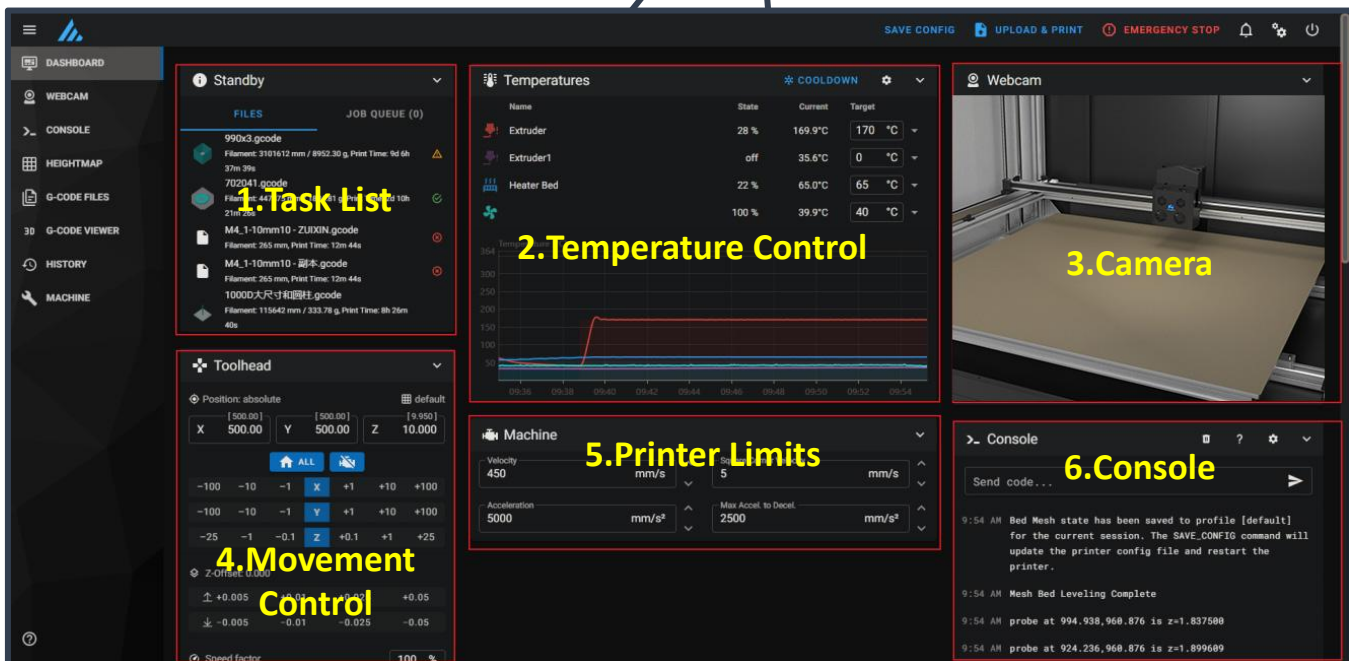 SAVE CONFIG UPLOAD & PRINT EMERGENCY STOP
DASHBOARD
WEBCAM
CONSOLE
HEIGHTMAP
G-CODE FILES
3D G-CODE VIEWER
HISTORY
MACHINE
Standby
FILES JOB QUEUE (0)
990x3.gcode
Filament: 3101612 mm / 8952.30 g, Print Time: 9d 6h
37m 39s
702041.gcode
Filament: 10h
21m 26s
1.Task List
M4_1-10mm10 - ZUIXIN.gcode
Filament: 265 mm, Print Time: 12m 44s
M4_1-10mm10 - 副本.gcode
Filament: 265 mm, Print Time: 12m 44s
1000D大尺寸和圆柱.gcode
Filament: 115642 mm / 333.78 g, Print Time: 8h 26m
40s
Temperatures COOLDOWN
Name State Current Target
Extruder 28 % 169.9°C 170 °C
Extruder1 off 35.6°C 0 °C
Heater Bed 22 % 65.0°C 65 °C
100 % 39.9°C 40 °C
2.Temperature Control
364
300
250
200
150
100
50
09:36 09:38 09:40 09:42 09:44 09:46 09:48 09:50 09:52 09:54
Webcam
3.Camera
Toolhead
Position: absolute default
[500.00] [500.00] [9.950]
X 500.00 Y 500.00 Z 10.000
ALL
-100 -10 -1 X +1 +10 +100
-100 -10 -1 Y +1 +10 +100
-25 -1 -0.1 Z +0.1 +1 +25
4.Movement
Control
Z-Offset: 0.000
+0.005 +0.01 +0.025 +0.05
-0.005 -0.01 -0.025 -0.05
Speed factor 100 %
Machine
5.Printer Limits
Velocity
450 mm/s 5 mm/s
Acceleration Max Accel. to Decel.
5000 mm/s² 2500 mm/s²
>_ Console
6.Console
Send code...
9:54 AM Bed Mesh state has been saved to profile [default]
for the current session. The SAVE_CONFIG command will
update the printer config file and restart the
printer.
9:54 AM Mesh Bed Leveling Complete
9:54 AM probe at 994.938,960.876 is z=1.837500
9:54 AM probe at 924.236,960.876 is z=1.899609